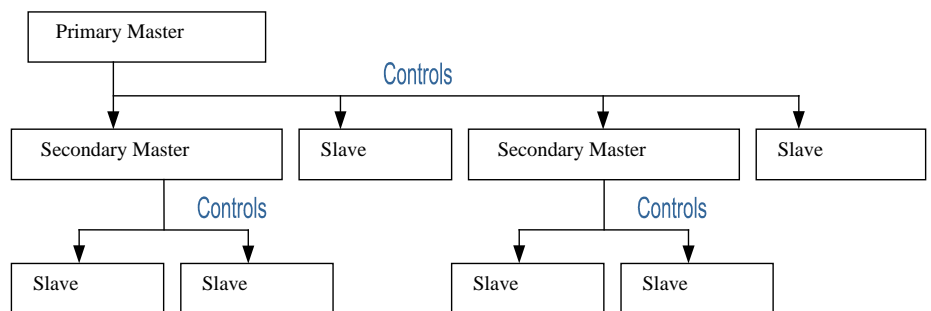 Primary Master
Controls
Secondary Master
Slave
Secondary Master
Slave
Controls
Controls
Slave
Slave
Slave
Slave